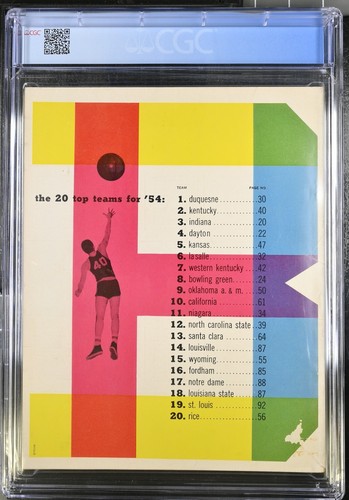 CGC
the 20 top teams for '54:
TEAM PAGE NO.
1. duquesne..........30
2. kentucky...........40
3. indiana.............20
4. dayton..............22
5. kansas..............47
6. la salle.............32
7. western kentucky....42
8. bowling green........24
9. oklahoma a. & m. ....50
10. california............61
11. niagara..............34
12. north carolina state..39
13. santa clara..........64
14. louisville............87
15. wyoming.............55
16. fordham.............85
17. notre dame..........88
18. louisiana state.......87
19. st. louis.............92
20. rice..................56
40